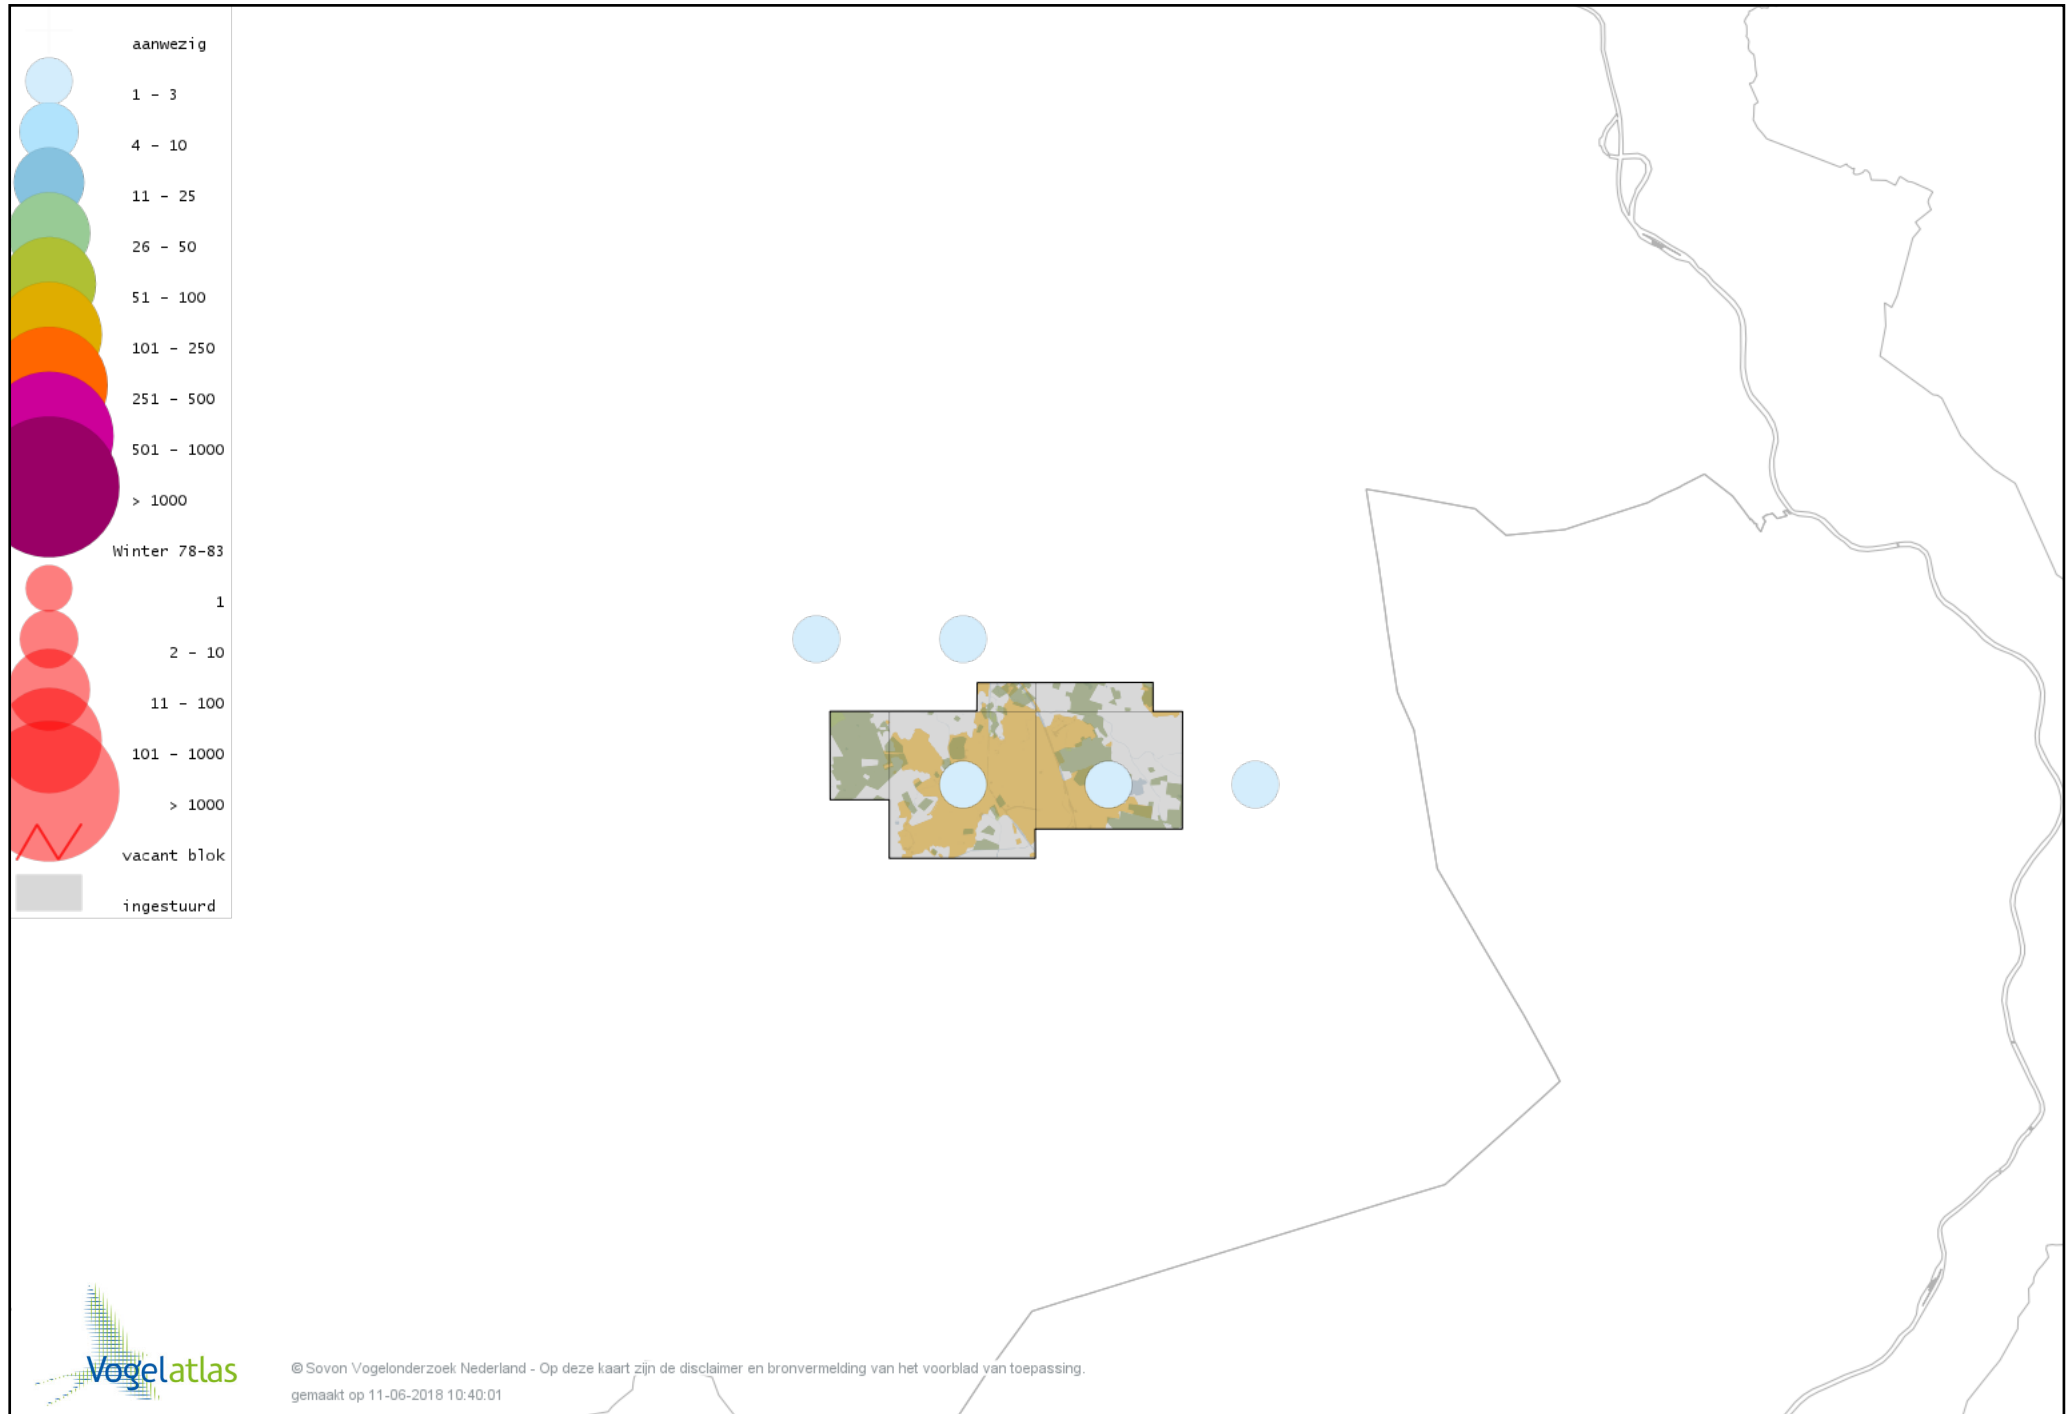 aanwezig
1 - 3
4 - 10
11 - 25
26 - 50
51 - 100
101 - 250
251 - 500
501 - 1000
> 1000
Winter 78-83
1
2 - 10
11 - 100
101 - 1000
> 1000
vacant blok
ingestuurd
Vogelatlas
© Sovon Vogelonderzoek Nederland - Op deze kaart zijn de disclaimer en bronvermelding van het voorblad van toepassing.
gemaakt op 11-06-2018 10:40:01